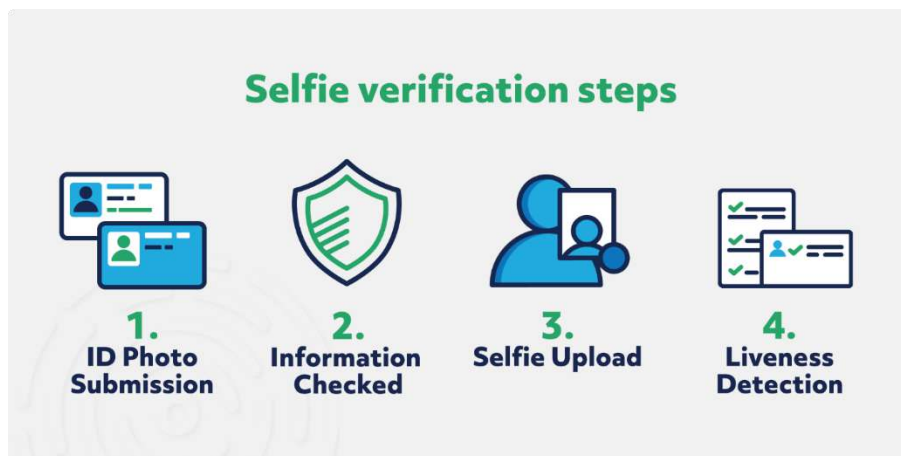 Selfie verification steps
1.
ID Photo
Submission
2.
Information
Checked
3.
Selfie Upload
4.
Liveness
Detection